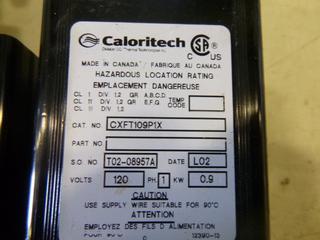 Caloritech
CSA
C US
MADE IN CANADA / FABRIQUE AU CANADA
HAZARDOUS LOCATION RATING
EMPLACEMENT DANGEREUSE
CL I DIV 1,2 GR A,B,C,D
CL II DIV 1,2 GR E,F,G
CL III DIV 1,2
TEMP CODE
CAT NO. CXFT109P1X
PART NO
S.O NO T02-08957A DATE L02
VOLTS 120 PH 1 KW 0.9
CAUTION
USE SUPPLY WIRE SUITABLE FOR 90°C
ATTENTION
EMPLOYEZ DES FILS D ALIMENTATION
12390-13